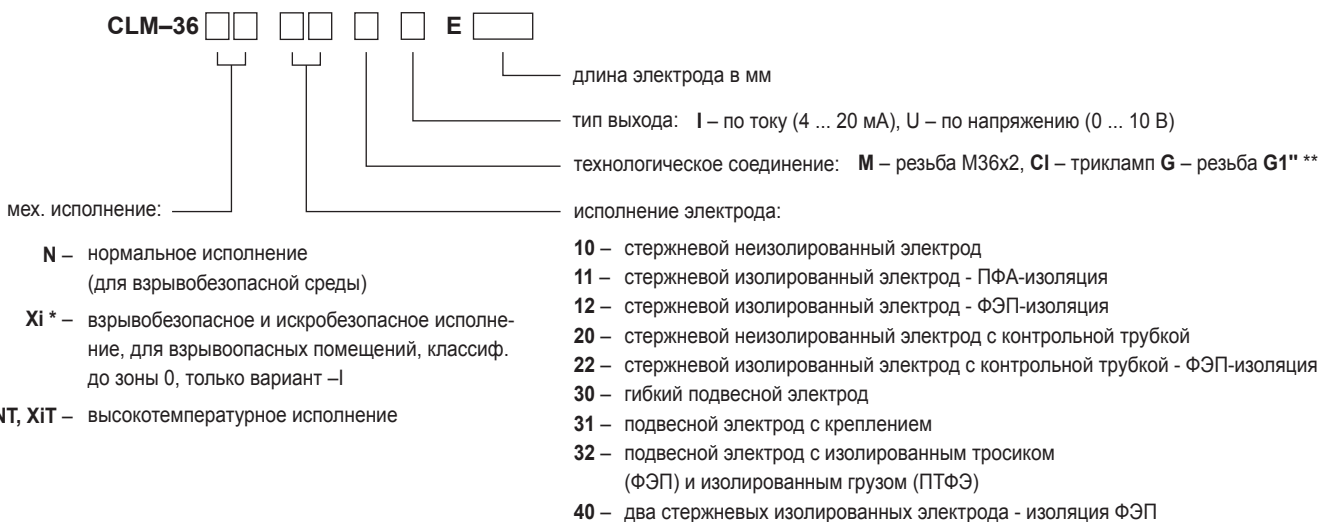 CLM–36 E
длина электрода в мм
тип выхода: I – по току (4 ... 20 мА), U – по напряжению (0 ... 10 В)
технологическое соединение: M – резьба M36x2, Cl – трикламп G – резьба G1" **
мех. исполнение:
N – нормальное исполнение
(для взрывобезопасной среды)
Xi * – взрывобезопасное и искробезопасное исполне-
ние, для взрывоопасных помещений, классиф.
до зоны 0, только вариант –I
NT, XiT – высокотемпературное исполнение
исполнение электрода:
10 – стержневой неизолированный электрод
11 – стержневой изолированный электрод - ПФА-изоляция
12 – стержневой изолированный электрод - ФЭП-изоляция
20 – стержневой неизолированный электрод с контрольной трубкой
22 – стержневой изолированный электрод с контрольной трубкой - ФЭП-изоляция
30 – гибкий подвесной электрод
31 – подвесной электрод с креплением
32 – подвесной электрод с изолированным тросиком
(ФЭП) и изолированным грузом (ПТФЭ)
40 – два стержневых изолированных электрода - изоляция ФЭП